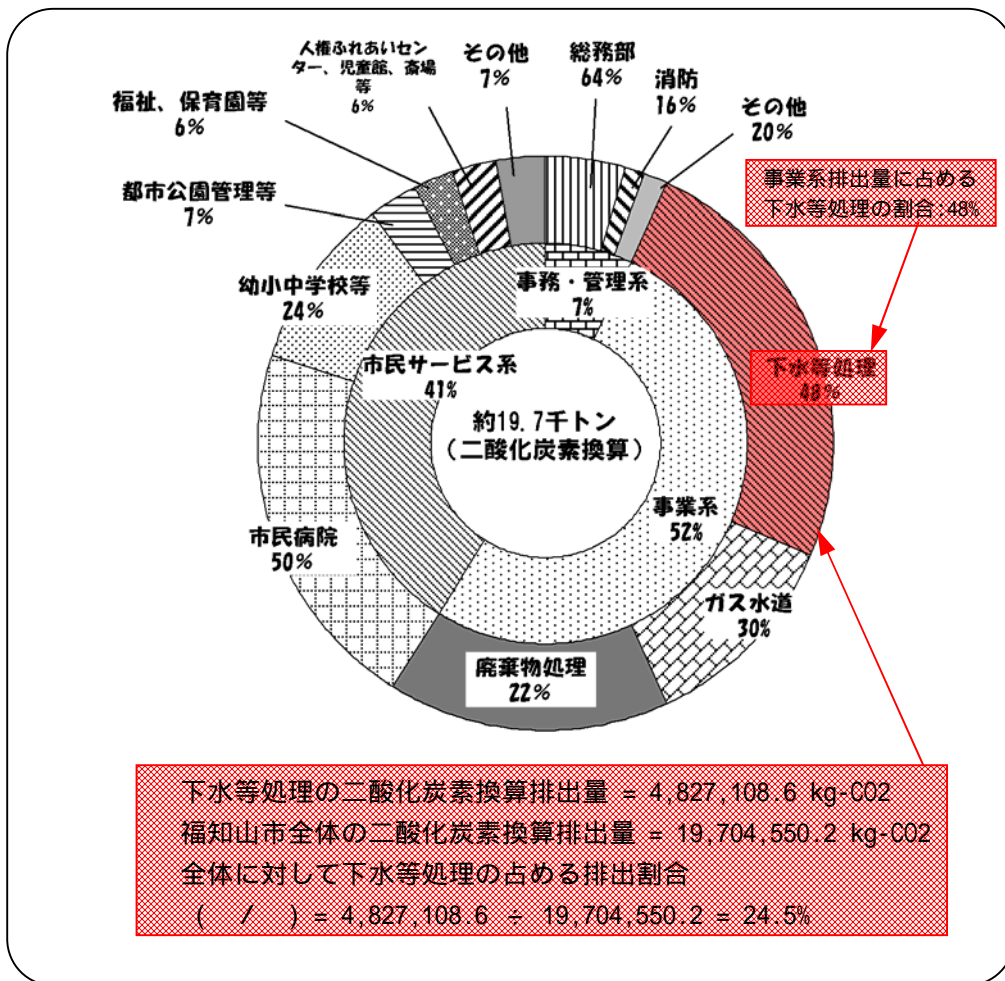 人権ふれあいセン
ター、児童館、斎場
等
6%
その他
7%
総務部
64%
消防
16%
その他
20%
福祉、保育園等
6%
都市公園管理等
7%
幼小中学校等
24%
事業系排出量に占める
下水等処理の割合:48%
事務・管理系
7%
市民サービス系
41%
下水等処理
48%
約19.7千トン
(二酸化炭素換算)
事業系
52%
市民病院
50%
ガス水道
30%
廃棄物処理
22%
下水等処理の二酸化炭素換算排出量 = 4,827,108.6 kg-CO2
福知山市全体の二酸化炭素換算排出量 = 19,704,550.2 kg-CO2
全体に対して下水等処理の占める排出割合
( / ) = 4,827,108.6 ÷ 19,704,550.2 = 24.5%